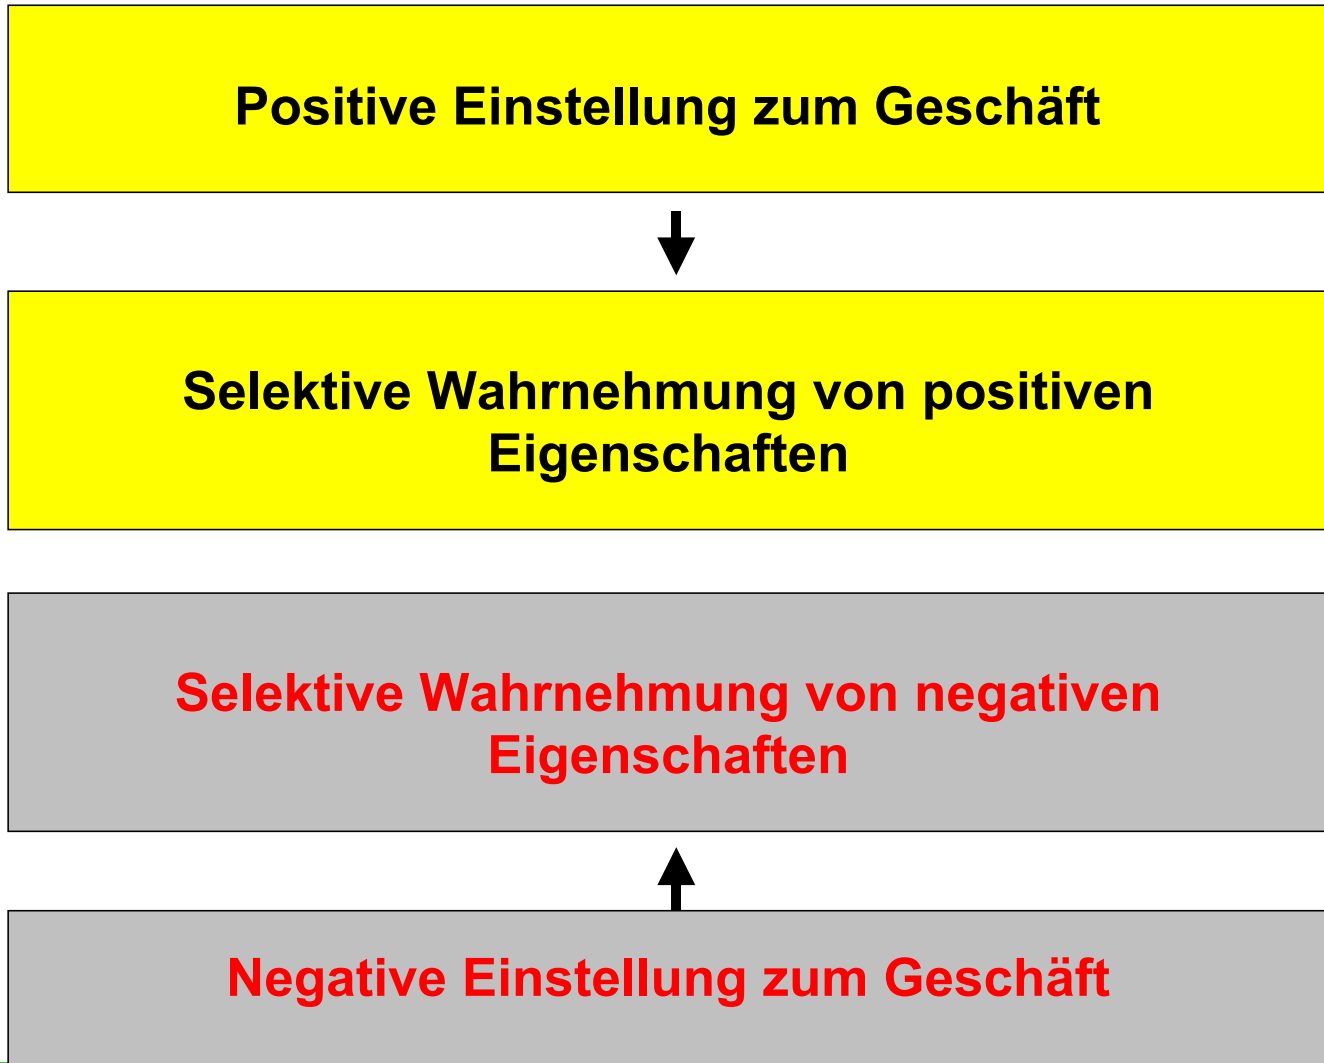 Positive Einstellung zum Geschäft
Selektive Wahrnehmung von positiven
Eigenschaften
Selektive Wahrnehmung von negativen
Eigenschaften
Negative Einstellung zum Geschäft